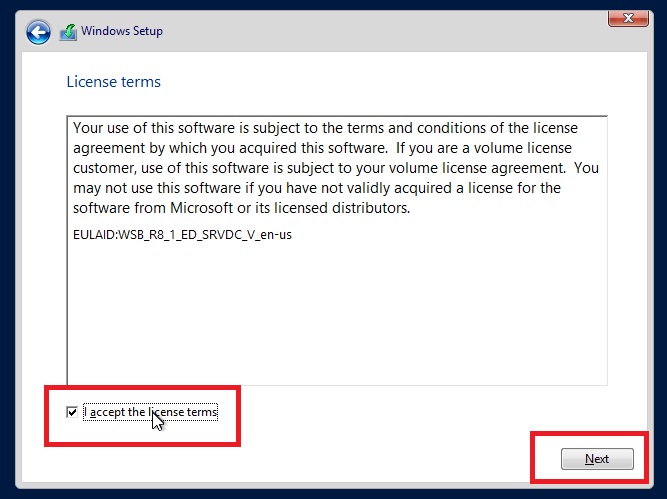 Windows Setup
License terms
Your use of this software is subject to the terms and conditions of the license
agreement by which you acquired this software.  If you are a volume license
customer, use of this software is subject to your volume license agreement.  You
may not use this software if you have not validly acquired a license for the
software from Microsoft or its licensed distributors.
EULAID:WSB_R8_1_ED_SRVDC_V_en-us
I accept the license terms
Next